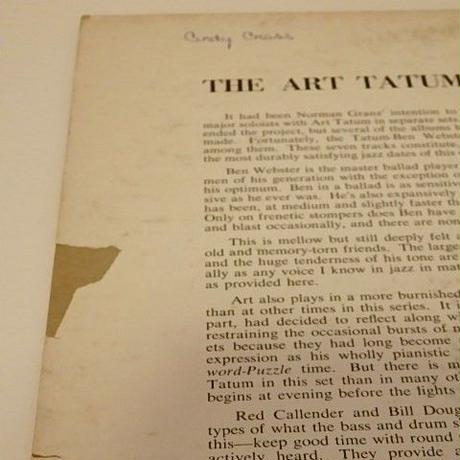 Cindy Cross
THE ART TATUM
It had been Norman Granz' intention to
major soloists with Art Tatum in separate sets.
ended the project, but several of the albums
made. Fortunately, the Tatum-Ben Webste
among them. These seven tracks constitute,
the most durably satisfying jazz dates of this
Ben Webster is the master ballad player
men of his generation with the exception o
his optimum. Ben in a ballad is as sensitive
sive as he ever was. He's also expansively
has been, at medium and slightly faster th
Only on frenetic stompers does Ben have
and blast occasionally, and there are non
This is mellow but still deeply felt
old and memory-torn friends. The large
and the huge tenderness of his tone are
ally as any voice I know in jazz in mat
as provided here.
Art also plays in a more burnished
than at other times in this series. It i
part, had decided to reflect along w
restraining the occasional bursts of n
ets because they had long become
expression as his wholly pianistic
word-Puzzle time. But there is m
Tatum in this set than in many ot
begins at evening before the lights
Red Callender and Bill Doug
types of what the bass and drum s
this—keep good time with round
actively heard. They provide a